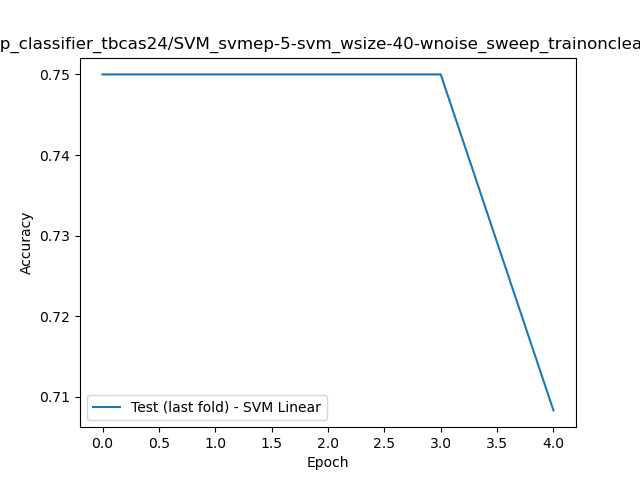 p_classifier_tbcas24/SVM_svmep-5-svm_wsize-40-wnoise_sweep_trainonclea
0.75
0.74
0.73
0.72
0.71
Accuracy
Test (last fold) - SVM Linear
0.0 0.5 1.0 1.5 2.0 2.5 3.0 3.5 4.0
Epoch